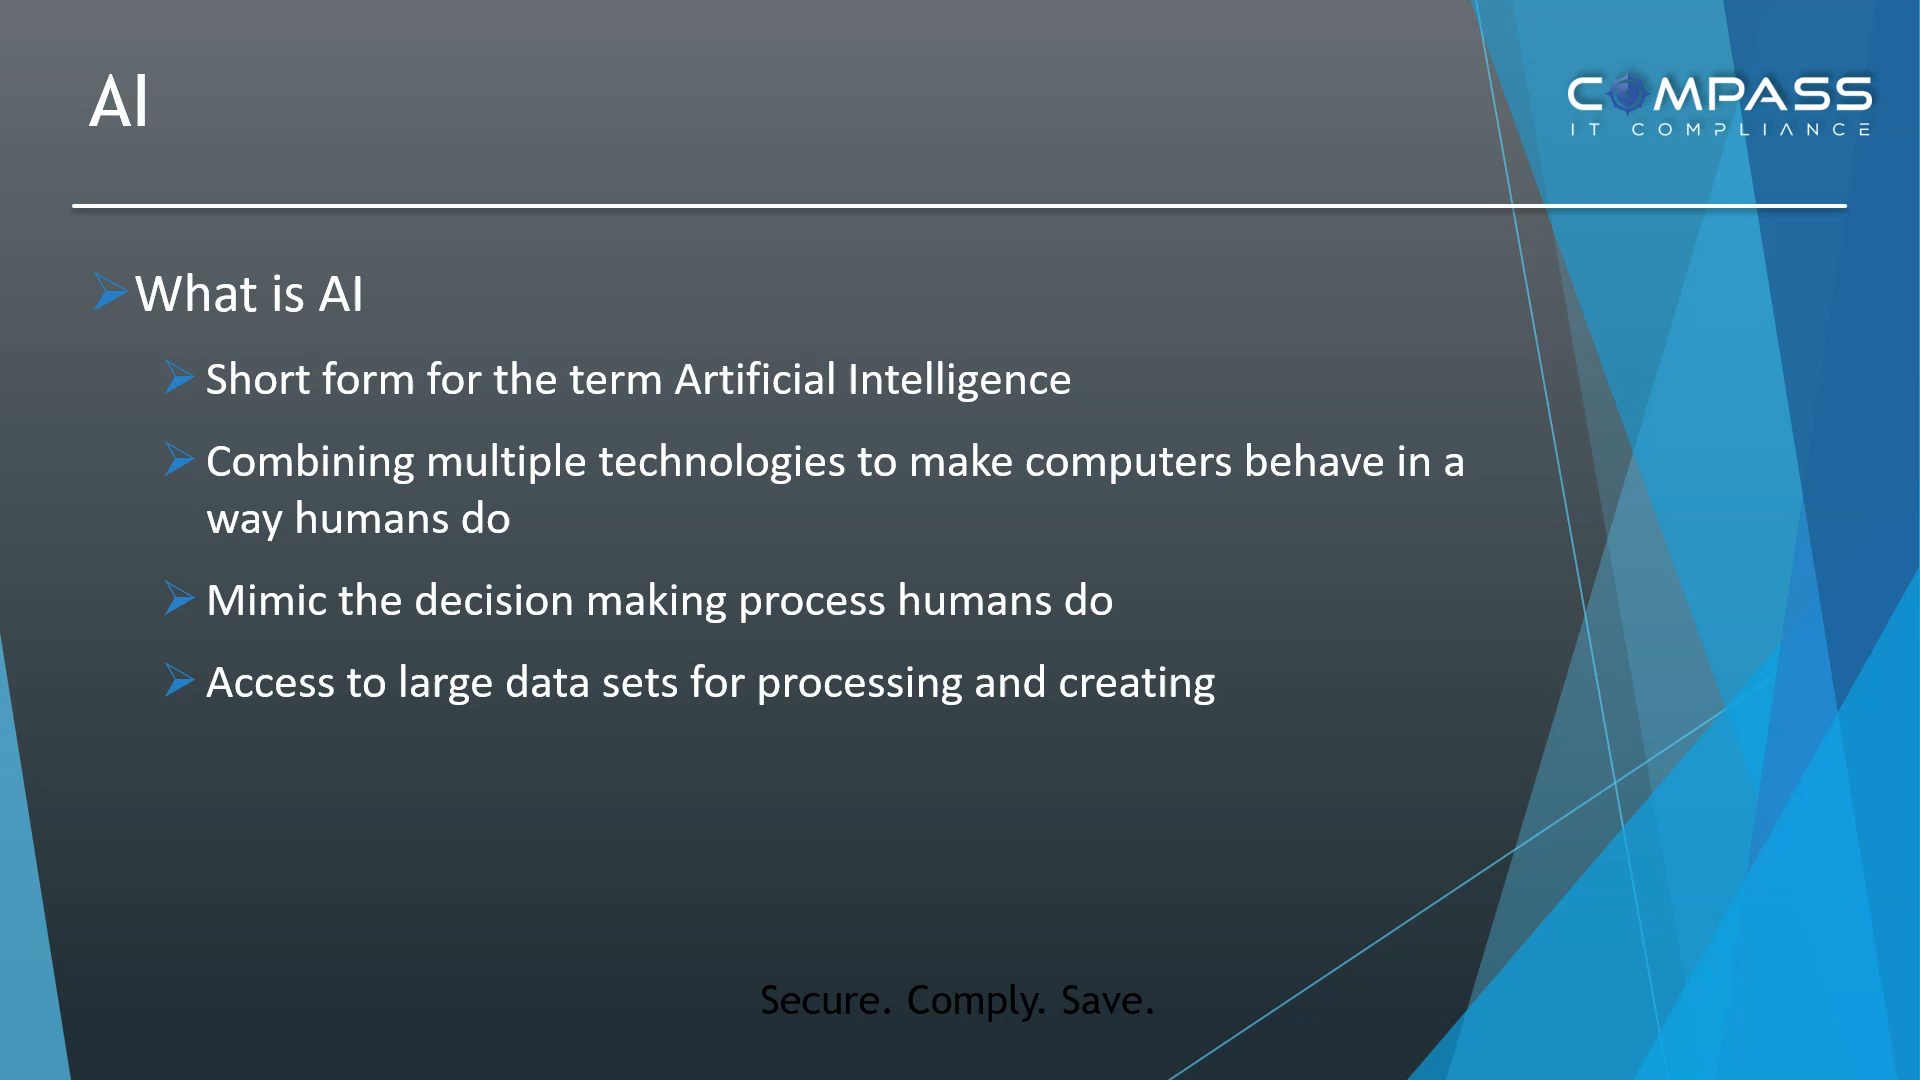 AI
COMPASS
IT COMPLIANCE
What is AI
Short form for the term Artificial Intelligence
Combining multiple technologies to make computers behave in a
way humans do
Mimic the decision making process humans do
Access to large data sets for processing and creating
Secure. Comply. Save.